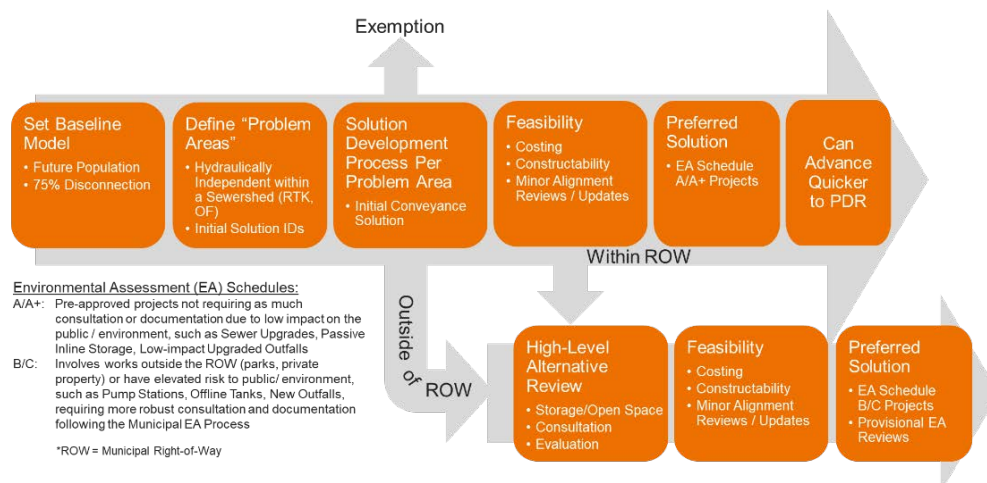 Exemption
Set Baseline
Model
• Future Population
• 75% Disconnection
Define “Problem
Areas”
• Hydraulically
Independent within
a Sewershed (RTK,
OF)
• Initial Solution IDs
Solution
Development
Process Per
Problem Area
• Initial Conveyance
Solution
Feasibility
• Costing
• Constructability
• Minor Alignment
Reviews / Updates
Preferred
Solution
• EA Schedule
A/A+ Projects
Can
Advance
Quicker
to PDR
Within ROW
Outside of ROW
Environmental Assessment (EA) Schedules:
A/A+: Pre-approved projects not requiring as much
consultation or documentation due to low impact on the
public / environment, such as Sewer Upgrades, Passive
Inline Storage, Low-impact Upgraded Outfalls
B/C: Involves works outside the ROW (parks, private
property) or have elevated risk to public/ environment,
such as Pump Stations, Offline Tanks, New Outfalls,
requiring more robust consultation and documentation
following the Municipal EA Process
*ROW = Municipal Right-of-Way
High-Level
Alternative
Review
• Storage/Open Space
• Consultation
• Evaluation
Feasibility
• Costing
• Constructability
• Minor Alignment
Reviews / Updates
Preferred
Solution
• EA Schedule
B/C Projects
• Provisional EA
Reviews